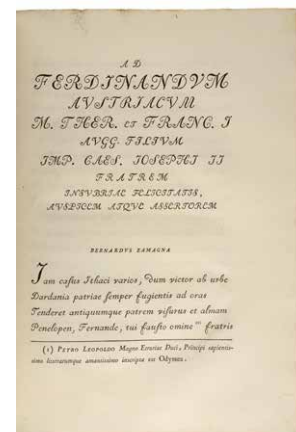 AD
FERDINANDVM
AVSTRIACVM
M. THER. ET FRANC. I
AVGG. FILIVM
IMP. CAES. IOSEPHI II
FRATREM
INSVBRIAE FELICITATIS,
AVSPICEM ATQVE ASSERTOREM
BERNARDVS ZAMAGNA
Jam caſus Ithaci varios, dum victor ab urbe
Dardania patriae ſemper fugientis ad oras
Tenderet antiquumque patrem viſurus et almam
Penelopen, Fernande, tui fauſto omine (1) fratris
(1) PETRO LEOPOLDO Magno Etruriae Duci, Principi sapientis-
simo litterarumque amantissimo inscripta est Odyssea.